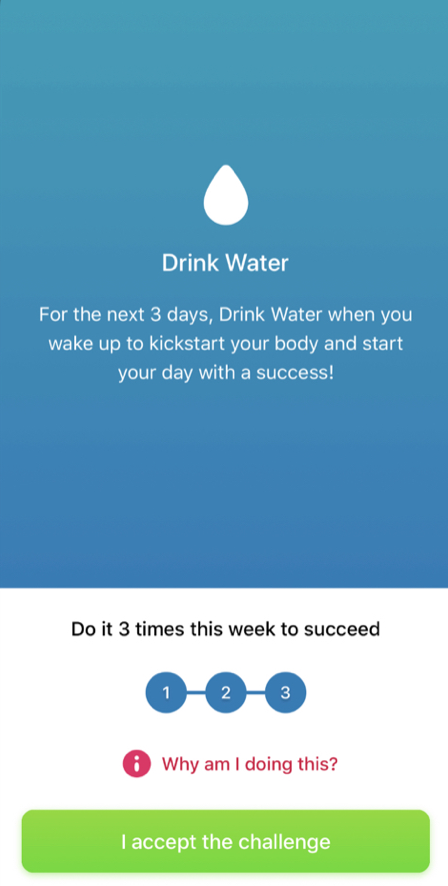 Drink Water
For the next 3 days, Drink Water when you
wake up to kickstart your body and start
your day with a success!
Do it 3 times this week to succeed
1 2 3
Why am I doing this?
I accept the challenge